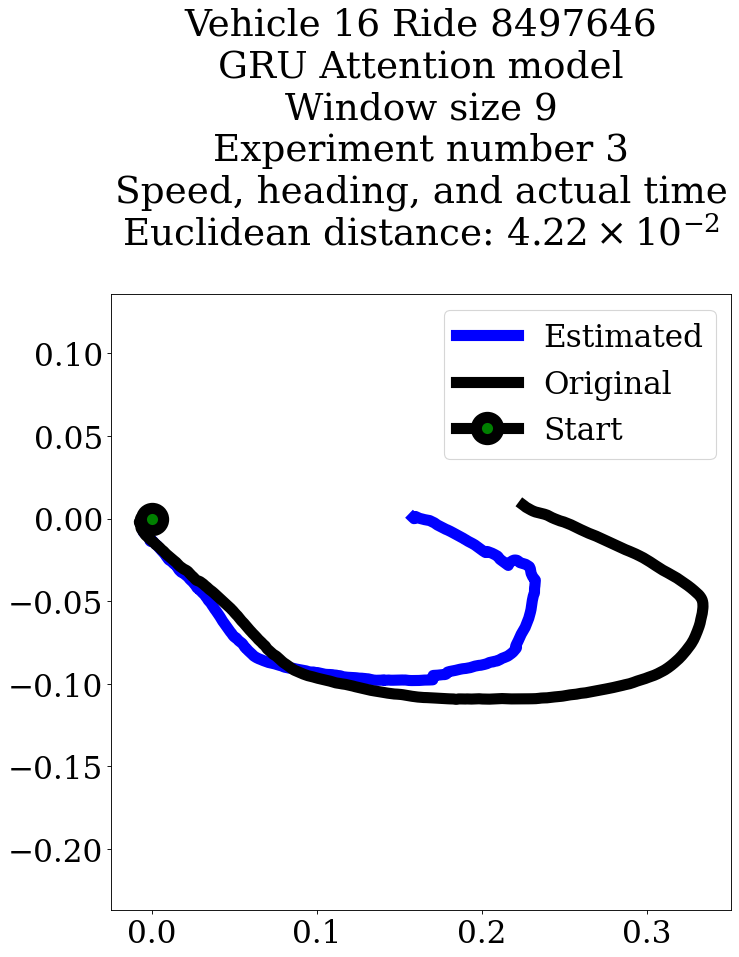 Vehicle 16 Ride 8497646
GRU Attention model
Window size 9
Experiment number 3
Speed, heading, and actual time
Euclidean distance: 4.22 × 10⁻²
Estimated
Original
Start
0.10
0.05
0.00
−0.05
−0.10
−0.15
−0.20
0.0 0.1 0.2 0.3